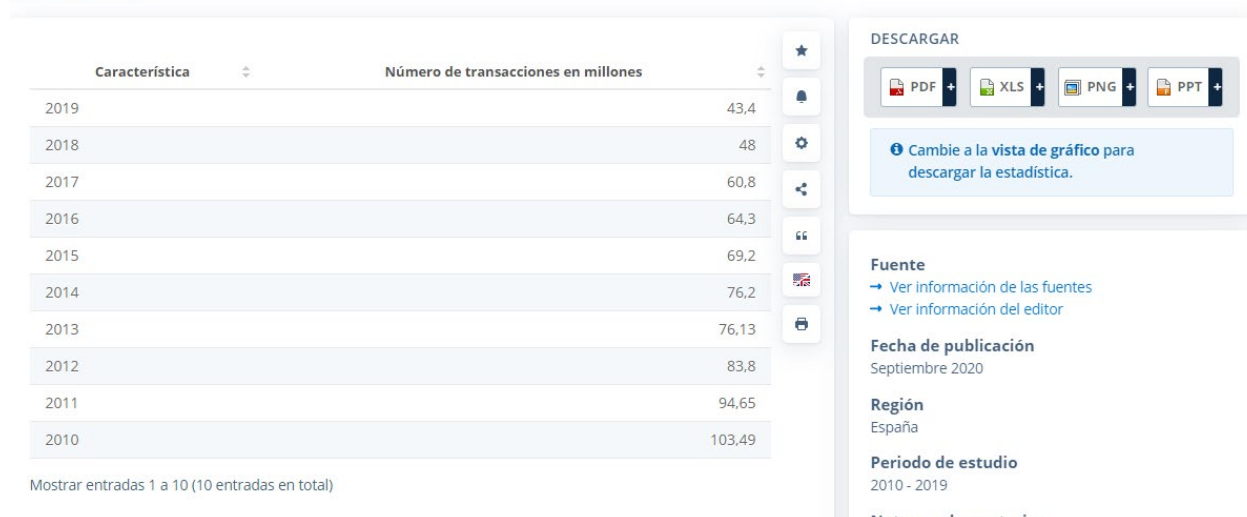 Característica Número de transacciones en millones
2019 43,4
2018 48
2017 60,8
2016 64,3
2015 69,2
2014 76,2
2013 76,13
2012 83,8
2011 94,65
2010 103,49
Mostrar entradas 1 a 10 (10 entradas en total)
DESCARGAR
PDF + XLS + PNG + PPT +
Cambie a la vista de gráfico para
descargar la estadística.
Fuente
→ Ver información de las fuentes
→ Ver información del editor
Fecha de publicación
Septiembre 2020
Región
España
Periodo de estudio
2010 - 2019